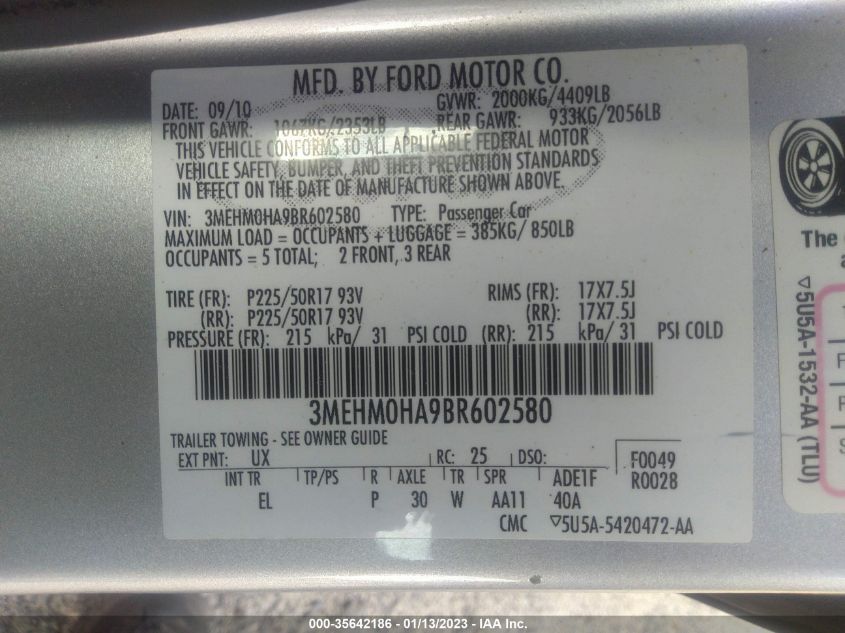 MFD. BY FORD MOTOR CO.
DATE: 09/10
GVWR: 2000KG/4409LB
FRONT GAWR: 1067KG/2353LB
REAR GAWR: 933KG/2056LB
THIS VEHICLE CONFORMS TO ALL APPLICABLE FEDERAL MOTOR
VEHICLE SAFETY, BUMPER, AND THEFT PREVENTION STANDARDS
IN EFFECT ON THE DATE OF MANUFACTURE SHOWN ABOVE.
VIN: 3MEHM0HA9BR602580 TYPE: Passenger Car
MAXIMUM LOAD = OCCUPANTS + LUGGAGE = 385KG/ 850LB
OCCUPANTS = 5 TOTAL; 2 FRONT, 3 REAR
TIRE (FR): P225/50R17 93V RIMS (FR): 17X7.5J
(RR): P225/50R17 93V (RR): 17X7.5J
PRESSURE (FR): 215 kPa/ 31 PSI COLD (RR): 215 kPa/ 31 PSI COLD
3MEHM0HA9BR602580
TRAILER TOWING - SEE OWNER GUIDE
EXT PNT: UX RC: 25 DSO: F0049
INT TR TP/PS R AXLE TR SPR ADE1F R0028
EL P 30 W AA11 40A
CMC ▽5U5A-5420472-AA
The
▽5U5A-1532-AA (TLU)
000-35642186 - 01/13/2023 - IAA Inc.